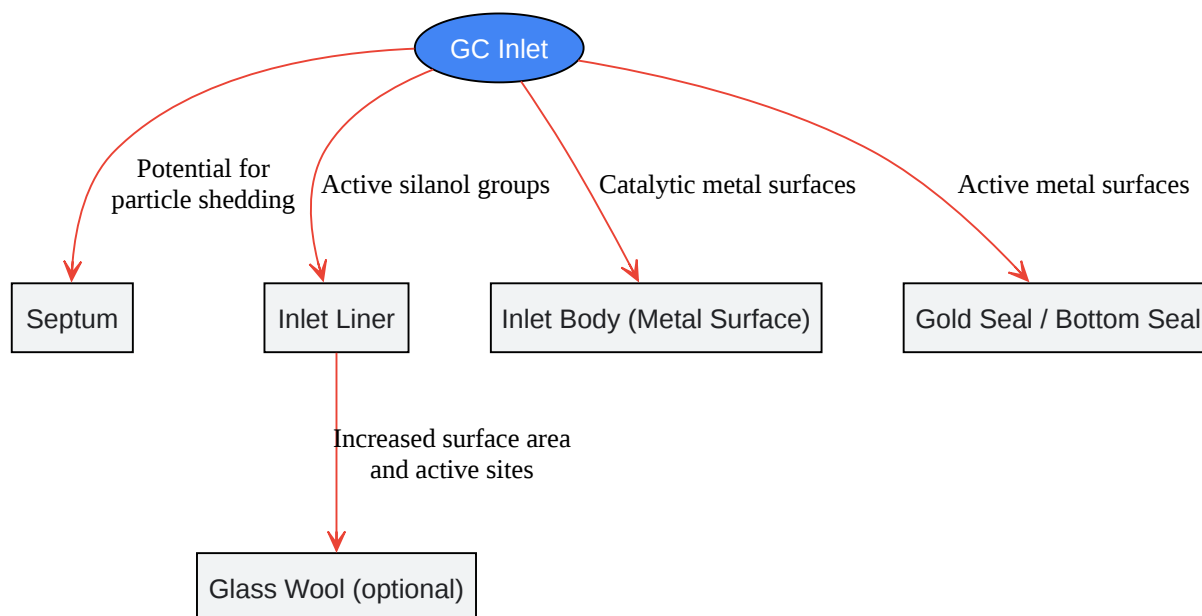 GC Inlet
Potential for
particle shedding
Active silanol groups
Catalytic metal surfaces
Active metal surfaces
Septum
Inlet Liner
Inlet Body (Metal Surface)
Gold Seal / Bottom Seal
Increased surface area
and active sites
Glass Wool (optional)